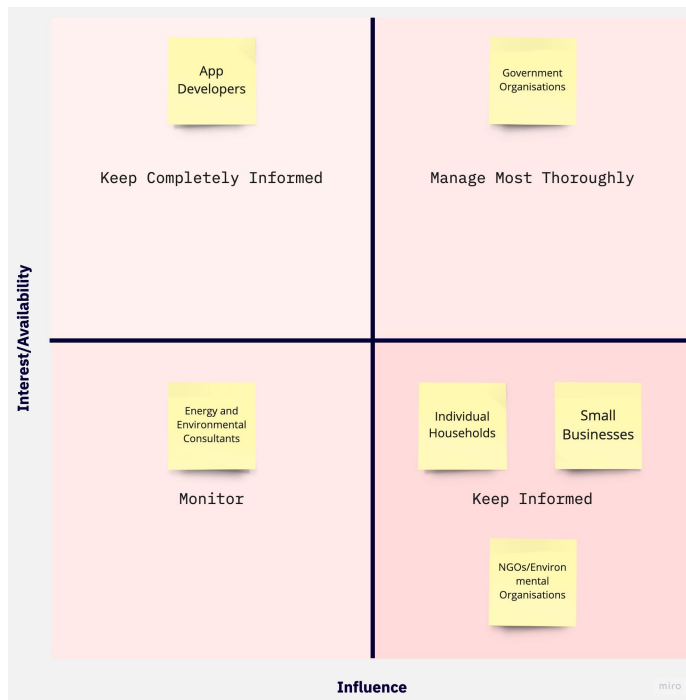 App
Developers
Government
Organisations
Keep Completely Informed
Manage Most Thoroughly
Interest/Availability
Energy and
Environmental
Consultants
Individual
Households
Small
Businesses
Monitor
Keep Informed
NGOs/Environ
mental
Organisations
Influence
miro